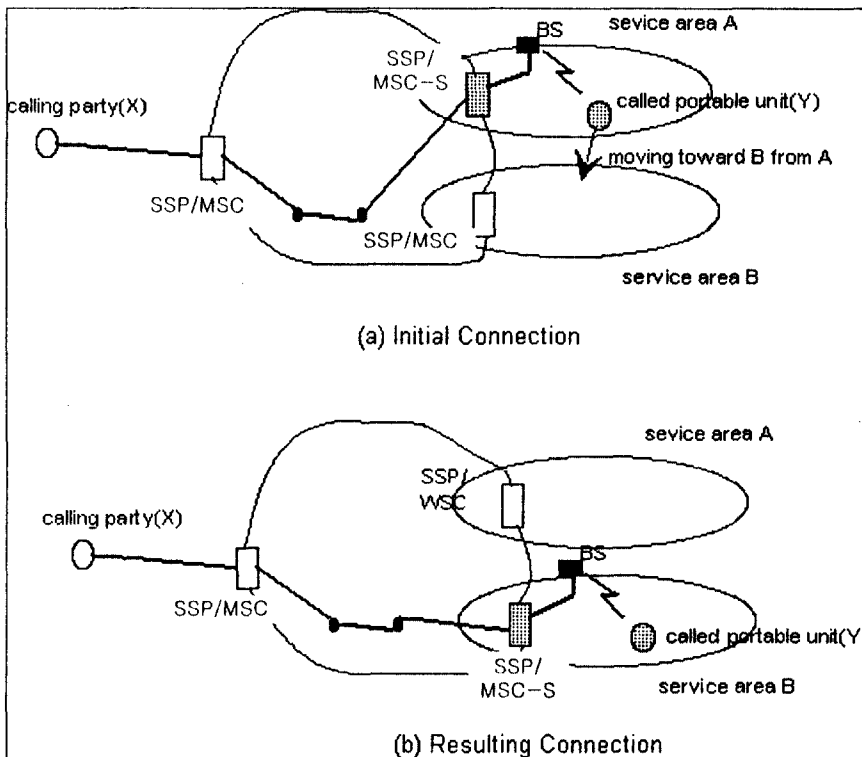 sevice area A
BS
SSP/
MSC-S
calling party(X)
called portable unit(Y)
moving toward B from A
SSP/MSC
SSP/MSC
service area B
(a) Initial Connection
sevice area A
SSP/
WSC
calling party(X)
BS
SSP/MSC
called portable unit(Y
SSP/
MSC-S
service area B
(b) Resulting Connection